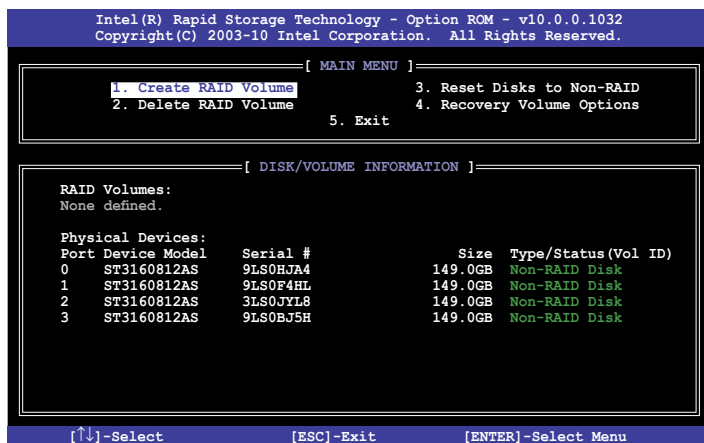 Intel(R) Rapid Storage Technology - Option ROM - v10.0.0.1032
Copyright(C) 2003-10 Intel Corporation. All Rights Reserved.
[ MAIN MENU ]
1. Create RAID Volume 3. Reset Disks to Non-RAID
2. Delete RAID Volume 4. Recovery Volume Options
5. Exit
[ DISK/VOLUME INFORMATION ]
RAID Volumes:
None defined.
Physical Devices:
Port Device Model Serial # Size Type/Status(Vol ID)
0 ST3160812AS 9LS0HJA4 149.0GB Non-RAID Disk
1 ST3160812AS 9LS0F4HL 149.0GB Non-RAID Disk
2 ST3160812AS 3LS0JYL8 149.0GB Non-RAID Disk
3 ST3160812AS 9LS0BJ5H 149.0GB Non-RAID Disk
[↑↓]-Select [ESC]-Exit [ENTER]-Select Menu